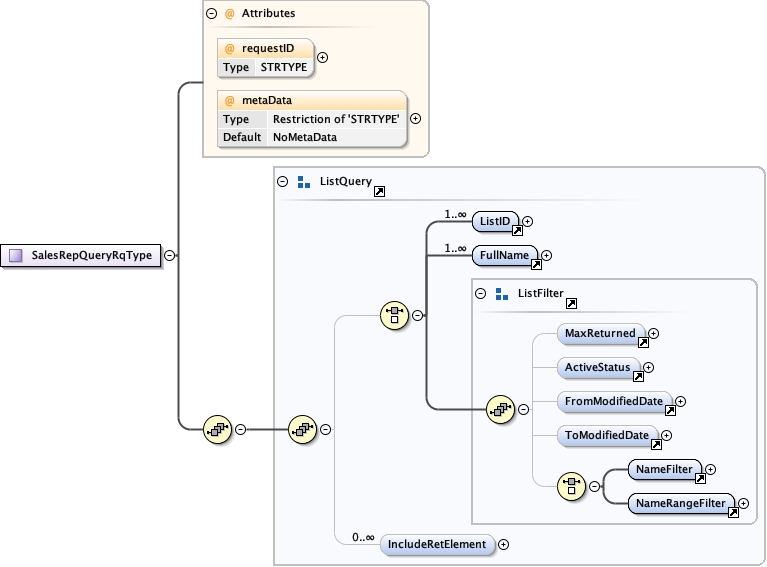 @ Attributes
@ requestID
Type STRTYPE
@ metaData
Type Restriction of 'STRTYPE'
Default NoMetaData
ListQuery
1..∞ ListID
SalesRepQueryRqType
1..∞ FullName
ListFilter
MaxReturned
ActiveStatus
FromModifiedDate
ToModifiedDate
NameFilter
NameRangeFilter
0..∞ IncludeRetElement